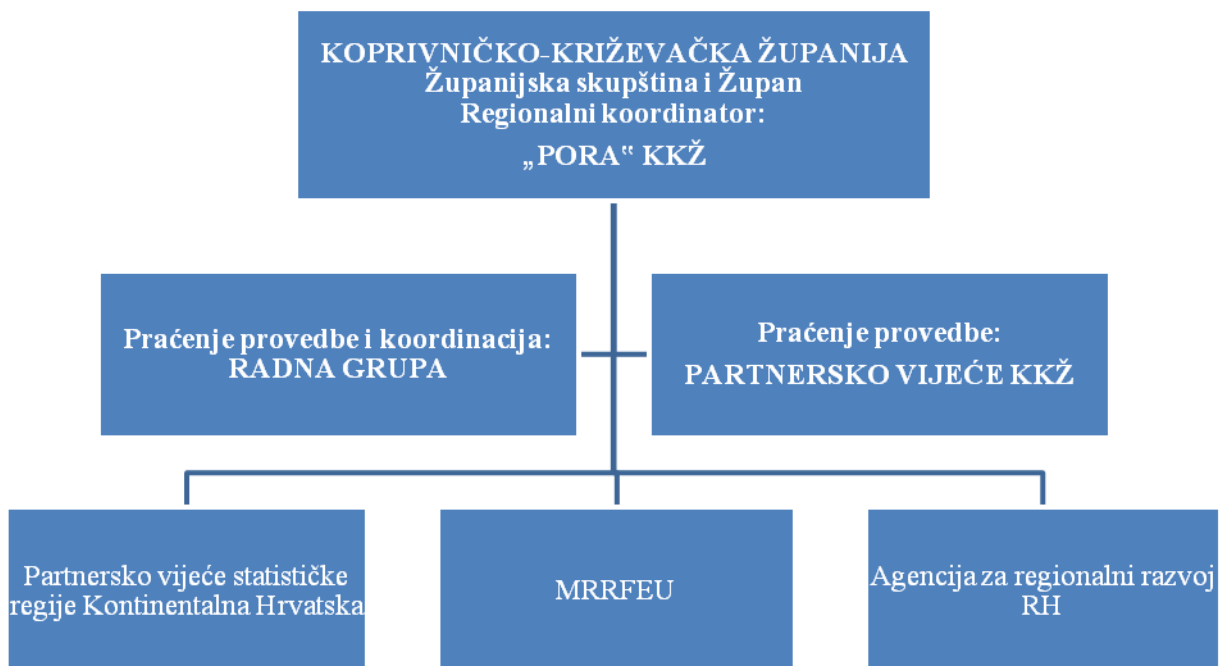 KOPRIVNIČKO-KRIŽEVAČKA ŽUPANIJA
Županijska skupština i Župan
Regionalni koordinator:
„PORA“ KKŽ
Praćenje provedbe i koordinacija:
RADNA GRUPA
Praćenje provedbe:
PARTNERSKO VIJEĆE KKŽ
Partnersko vijeće statističke
regije Kontinentalna Hrvatska
MRRFEU
Agencija za regionalni razvoj
RH